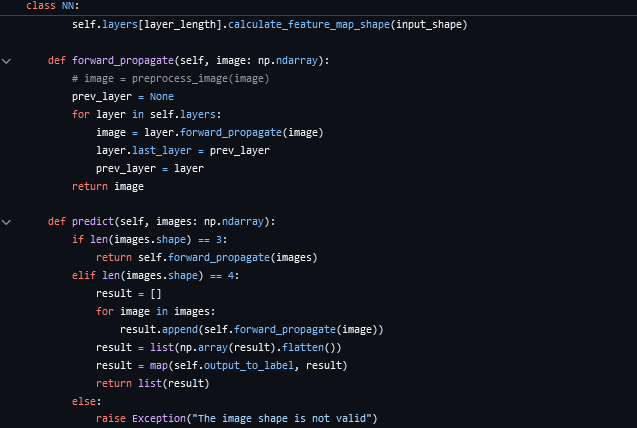 class NN:
self.layers[layer_length].calculate_feature_map_shape(input_shape)
def forward_propagate(self, image: np.ndarray):
# image = preprocess_image(image)
prev_layer = None
for layer in self.layers:
image = layer.forward_propagate(image)
layer.last_layer = prev_layer
prev_layer = layer
return image
def predict(self, images: np.ndarray):
if len(images.shape) == 3:
return self.forward_propagate(images)
elif len(images.shape) == 4:
result = []
for image in images:
result.append(self.forward_propagate(image))
result = list(np.array(result).flatten())
result = map(self.output_to_label, result)
return list(result)
else:
raise Exception("The image shape is not valid")